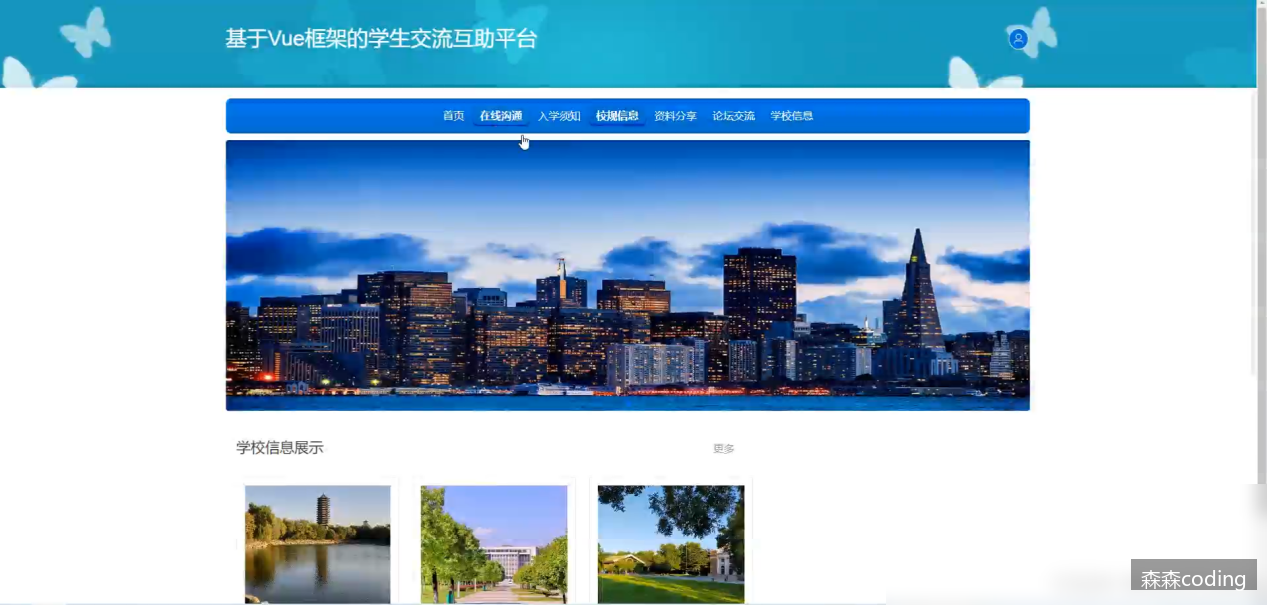 基于Vue框架的学生交流互助平台
首页 在线沟通 入学须知 校规信息 资料分享 论坛交流 学校信息
学校信息展示 更多
森森coding